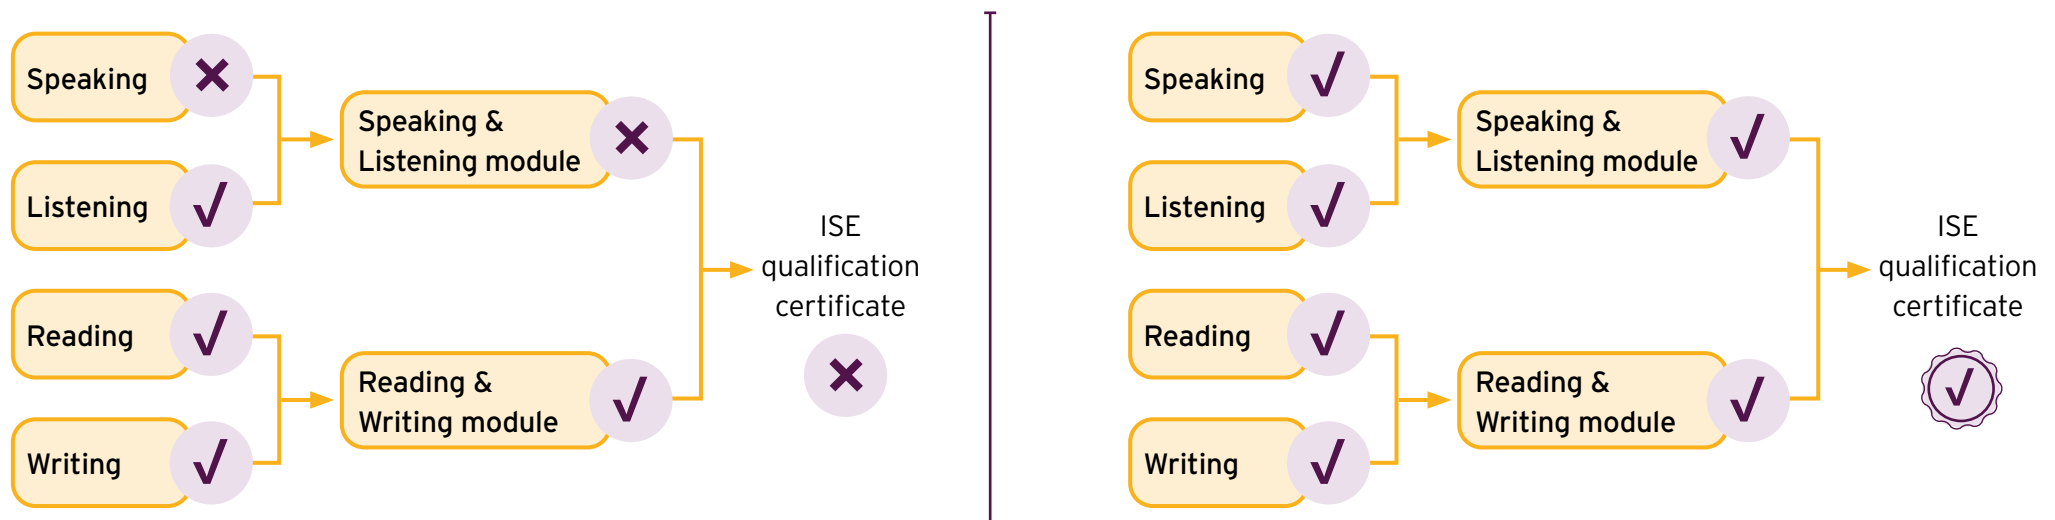 Speaking
Listening
Reading
Writing
Speaking &
Listening module
Reading &
Writing module
ISE
qualification
certificate
Speaking
Listening
Reading
Writing
Speaking &
Listening module
Reading &
Writing module
ISE
qualification
certificate